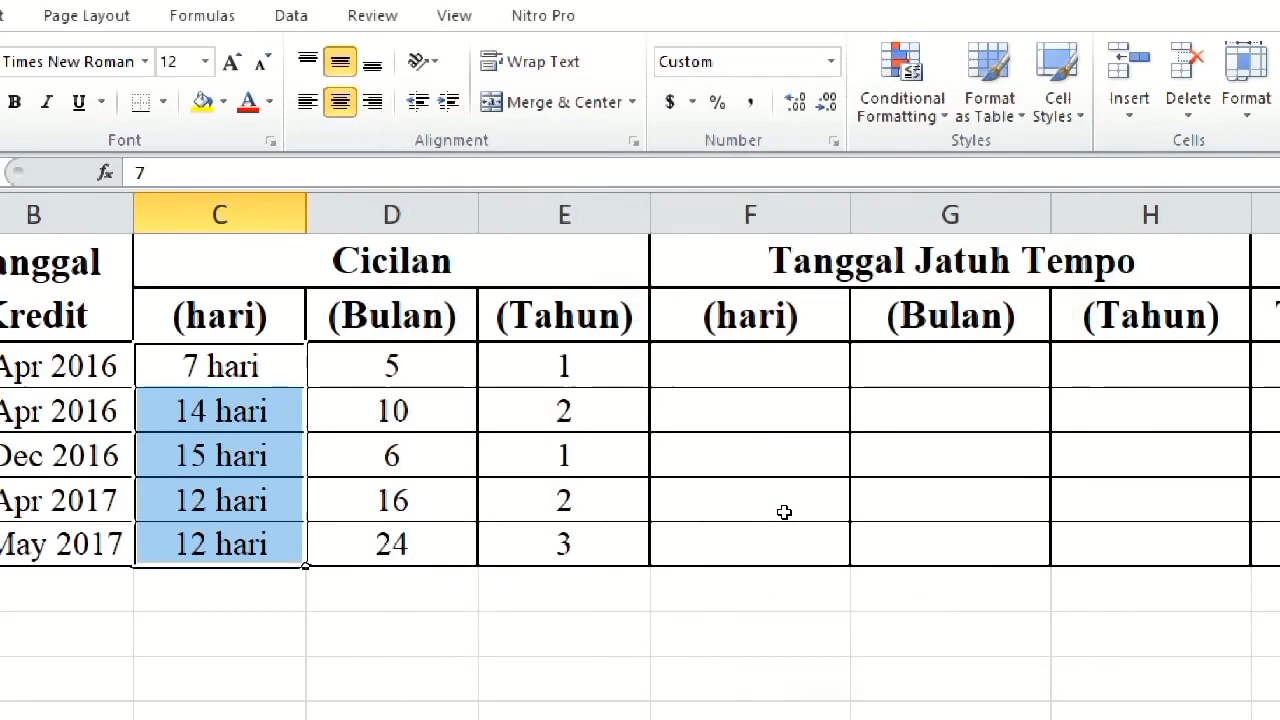 t Page Layout Formulas Data Review View Nitro Pro
Times New Roman 12 A A Wrap Text Custom
B I U A Merge & Center $ % , .0 .00 .00 .0
Conditional Formatting Format as Table Cell Styles Insert Delete Format
Font Alignment Number Styles Cells
fx 7
B C D E F G H
anggal Cicilan Tanggal Jatuh Tempo
Kredit (hari) (Bulan) (Tahun) (hari) (Bulan) (Tahun)
Apr 2016 7 hari 5 1
Apr 2016 14 hari 10 2
Dec 2016 15 hari 6 1
Apr 2017 12 hari 16 2
May 2017 12 hari 24 3